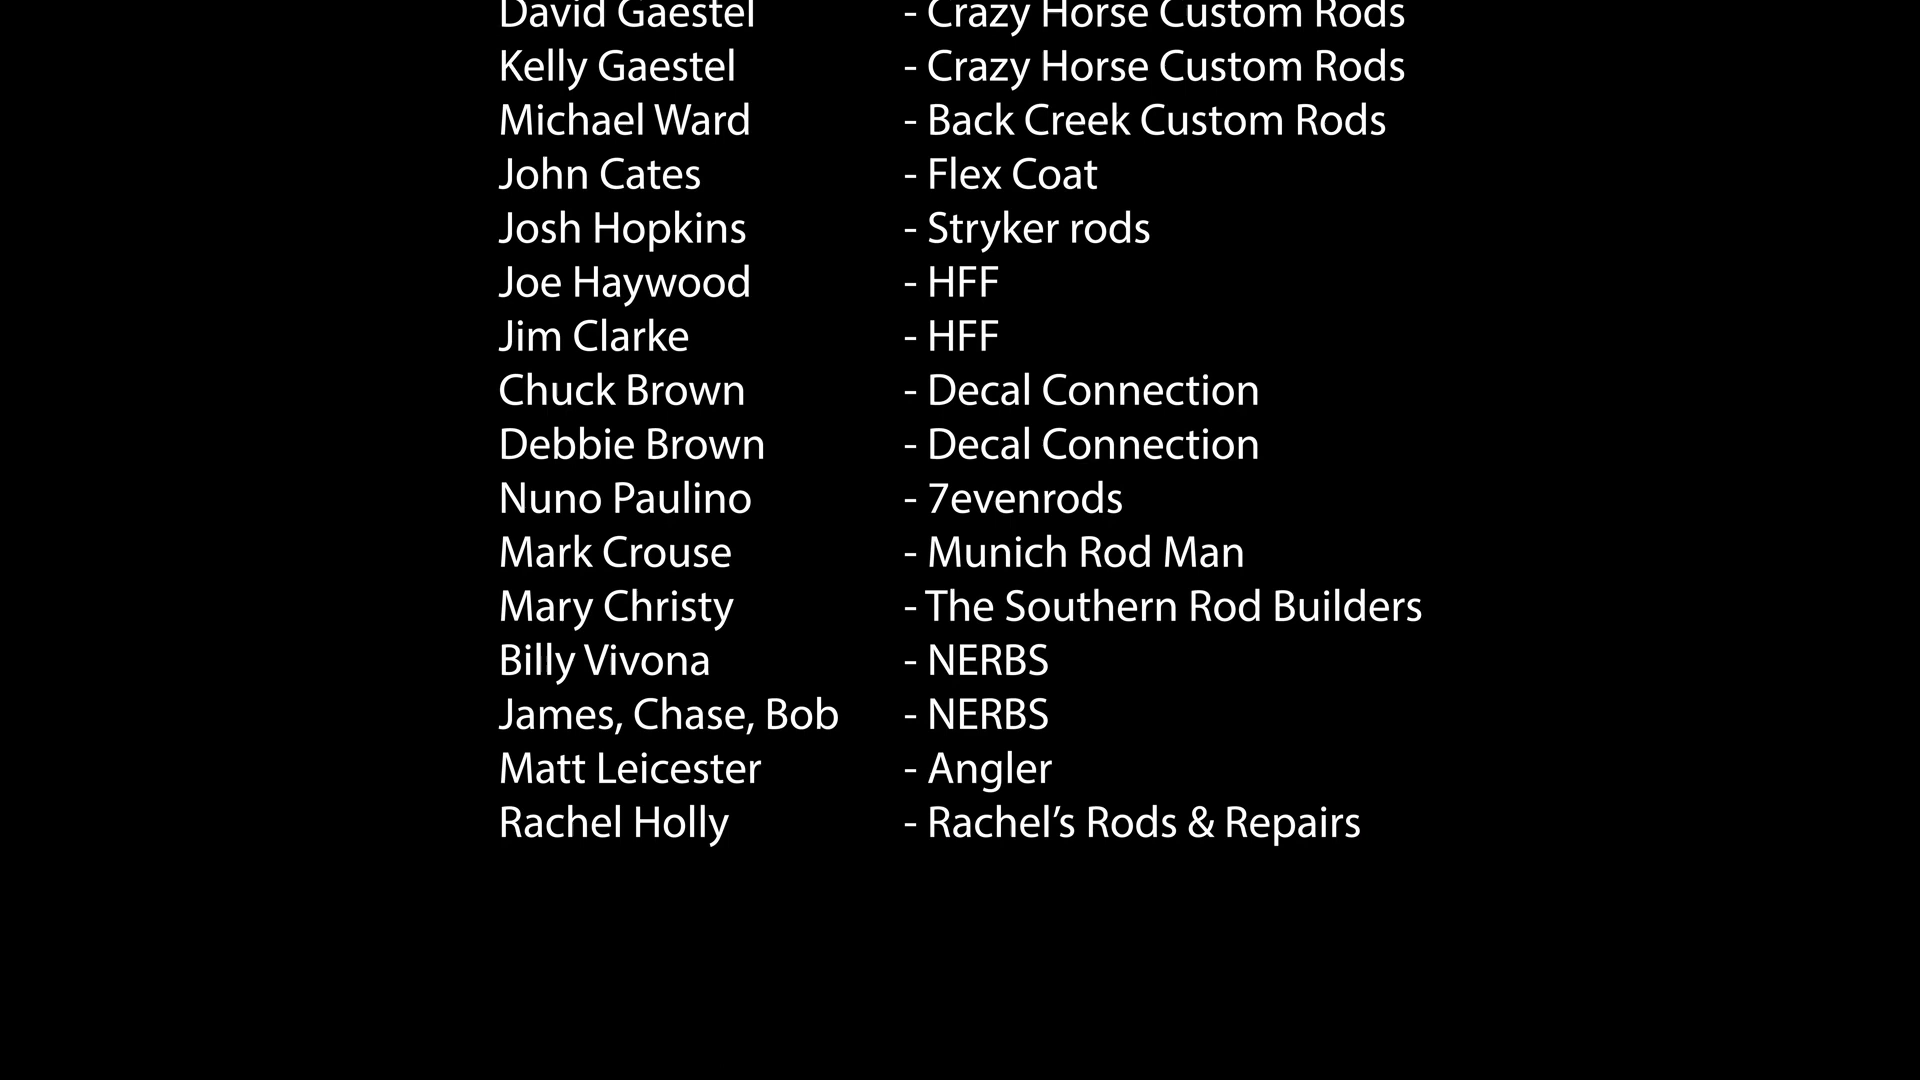 David Gaestel - Crazy Horse Custom Rods
Kelly Gaestel - Crazy Horse Custom Rods
Michael Ward - Back Creek Custom Rods
John Cates - Flex Coat
Josh Hopkins - Stryker rods
Joe Haywood - HFF
Jim Clarke - HFF
Chuck Brown - Decal Connection
Debbie Brown - Decal Connection
Nuno Paulino - 7evenrods
Mark Crouse - Munich Rod Man
Mary Christy - The Southern Rod Builders
Billy Vivona - NERBS
James, Chase, Bob - NERBS
Matt Leicester - Angler
Rachel Holly - Rachel’s Rods & Repairs